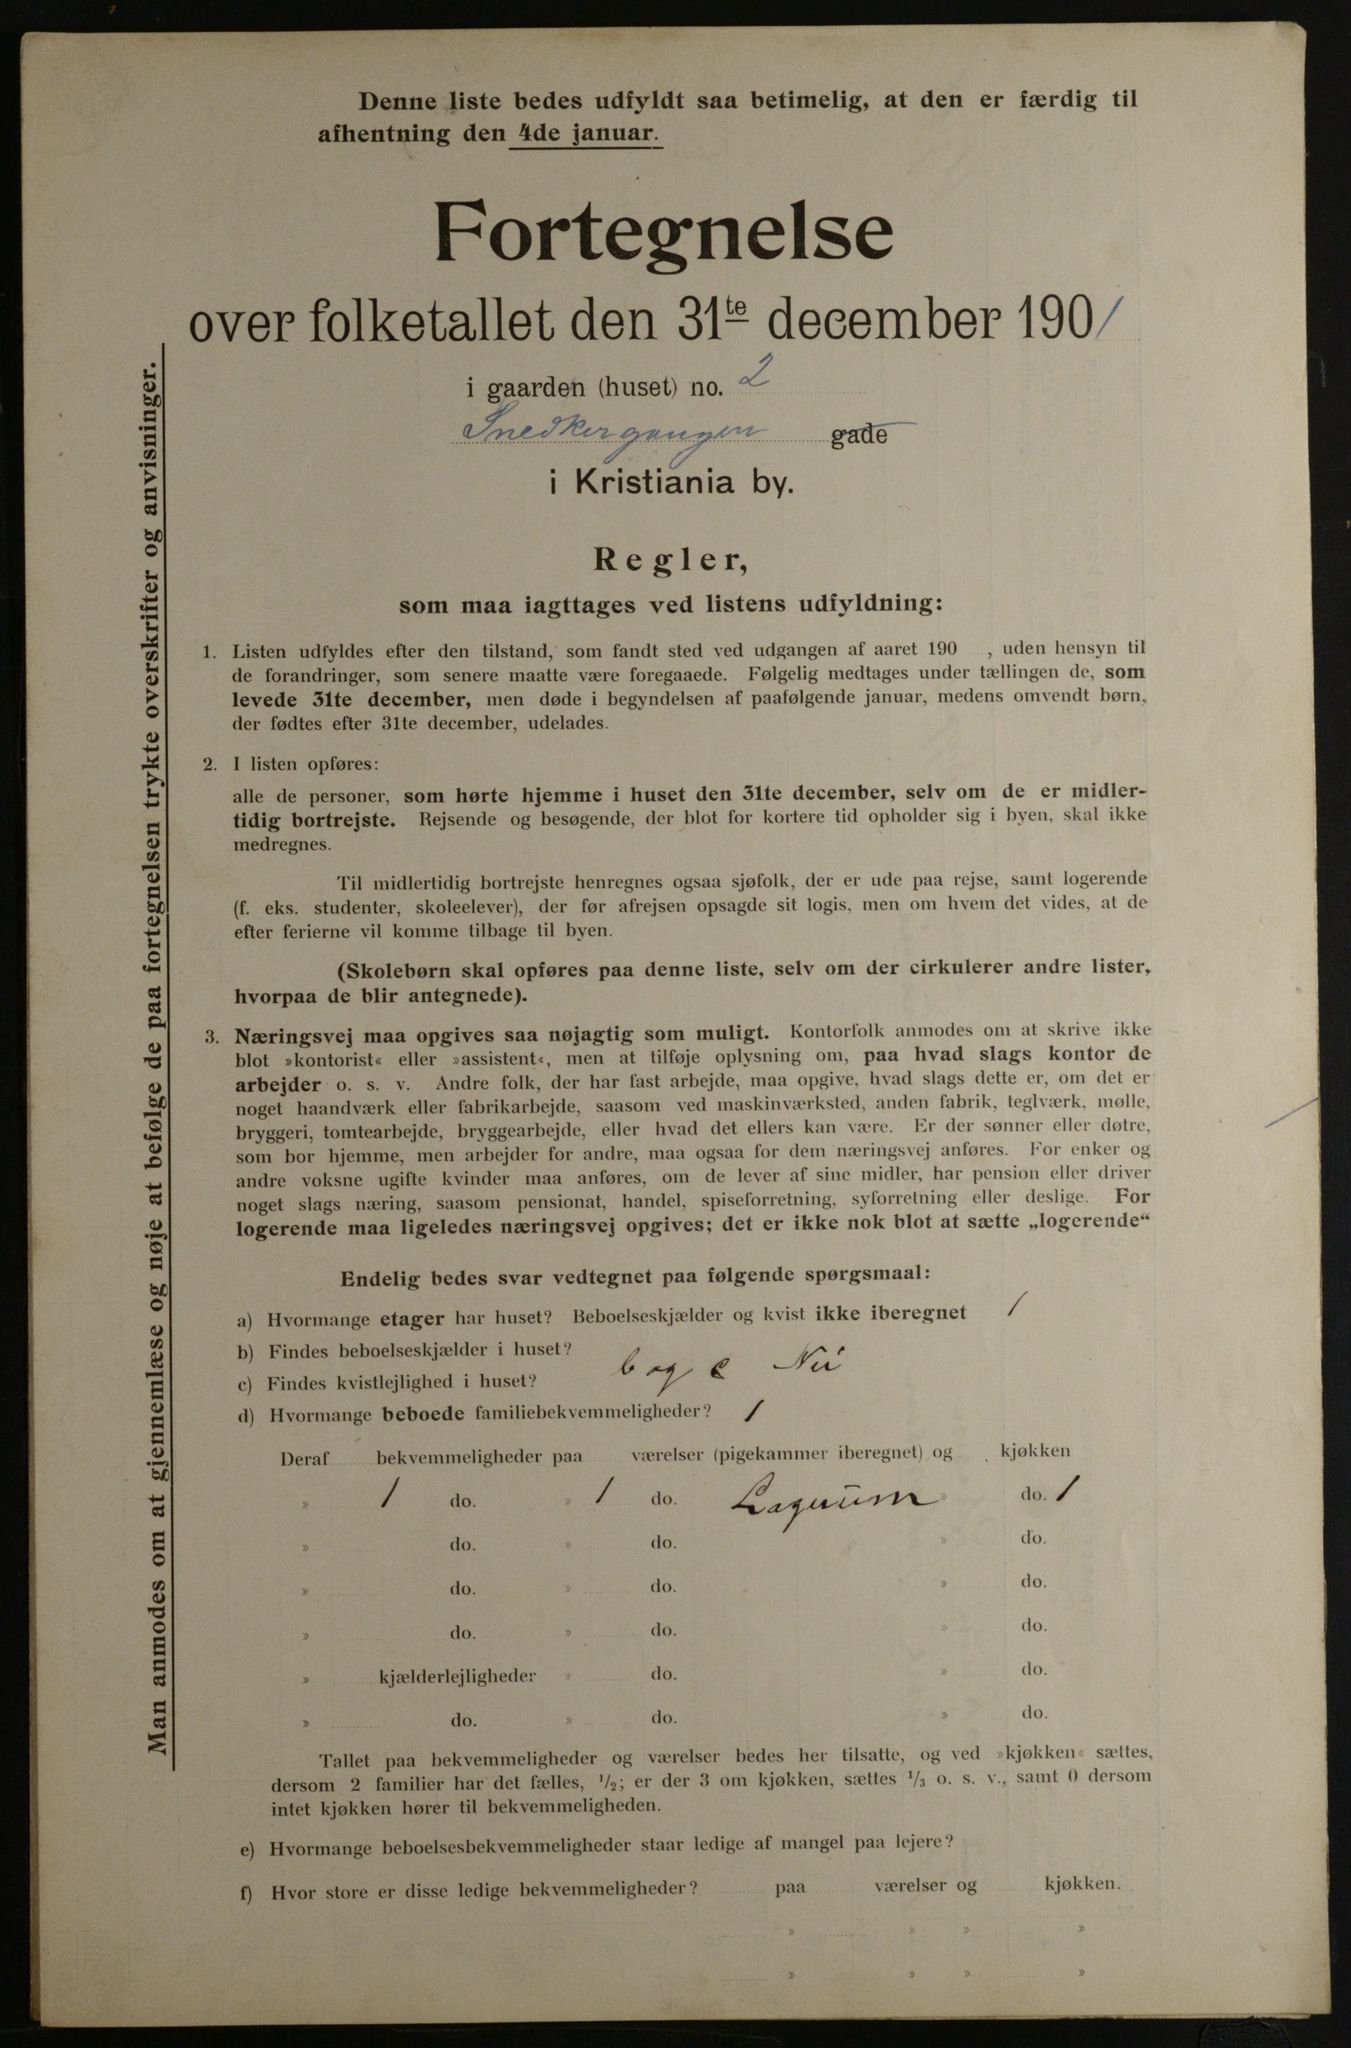 Denne liste bedes udfyldt saa betimelig, at den er færdig til
afhentning den 4de januar.
Fortegnelse
over folketallet den 31te december 1901
i gaarden (huset) no. 2
Snedkergangen gade
i Kristiania by.
Regler,
som maa iagttages ved listens udfyldning:
1. Listen udfyldes efter den tilstand, som fandt sted ved udgangen af aaret 190 , uden hensyn til
de forandringer, som senere maatte være foregaaede. Følgelig medtages under tællingen de, som
levede 31te december, men døde i begyndelsen af paafølgende januar, medens omvendt børn,
der fødtes efter 31te december, udelades.
2. I listen opføres:
alle de personer, som hørte hjemme i huset den 31te december, selv om de er midler-
tidig bortrejste. Rejsende og besøgende, der blot for kortere tid opholder sig i byen, skal ikke
medregnes.
Til midlertidig bortrejste henregnes ogsaa sjøfolk, der er ude paa rejse, samt logerende
(f. eks. studenter, skoleelever), der før afrejsen opsagde sit logis, men om hvem det vides, at de
efter ferierne vil komme tilbage til byen.
(Skolebørn skal opføres paa denne liste, selv om der cirkulerer andre lister,
hvorpaa de blir antegnede).
3. Næringsvej maa opgives saa nøjagtig som muligt. Kontorfolk anmodes om at skrive ikke
blot »kontorist« eller »assistent«, men at tilføje oplysning om, paa hvad slags kontor de
arbejder o. s. v. Andre folk, der har fast arbejde, maa opgive, hvad slags dette er, om det er
noget haandværk eller fabrikarbejde, saasom ved maskinværksted, anden fabrik, teglværk, mølle,
bryggeri, tomtearbejde, bryggearbejde, eller hvad det ellers kan være. Er der sønner eller døtre,
som bor hjemme, men arbejder for andre, maa ogsaa for dem næringsvej anføres. For enker og
andre voksne ugifte kvinder maa anføres, om de lever af sine midler, har pension eller driver
noget slags næring, saasom pensionat, handel, spiseforretning, syforretning eller deslige. For
logerende maa ligeledes næringsvej opgives; det er ikke nok blot at sætte „logerende“
Endelig bedes svar vedtegnet paa følgende spørgsmaal:
a) Hvormange etager har huset? Beboelseskjælder og kvist ikke iberegnet 1
b) Findes beboelseskjælder i huset?
c) Findes kvistlejlighed i huset? b og c Nei
d) Hvormange beboede familiebekvemmeligheder? 1
Deraf bekvemmeligheder paa værelser (pigekammer iberegnet) og kjøkken
» 1 do. » 1 do. » do. 1
» do. » do. » do.
» do. » do. » do.
» do. » do. » do.
» kjælderlejligheder » do. » do.
» do. » do. » do.
Tallet paa bekvemmeligheder og værelser bedes her tilsatte, og ved »kjøkken« sættes,
dersom 2 familier har det fælles, 1/2; er der 3 om kjøkken, sættes 1/3 o. s. v., samt 0 dersom
intet kjøkken hører til bekvemmeligheden.
e) Hvormange beboelsesbekvemmeligheder staar ledige af mangel paa lejere?
f) Hvor store er disse ledige bekvemmeligheder? paa værelser og kjøkken.
» » » »
» » » »
Man anmodes om at gjennemlæse og nøje at befølge de paa fortegnelsen trykte overskrifter og anvisninger.